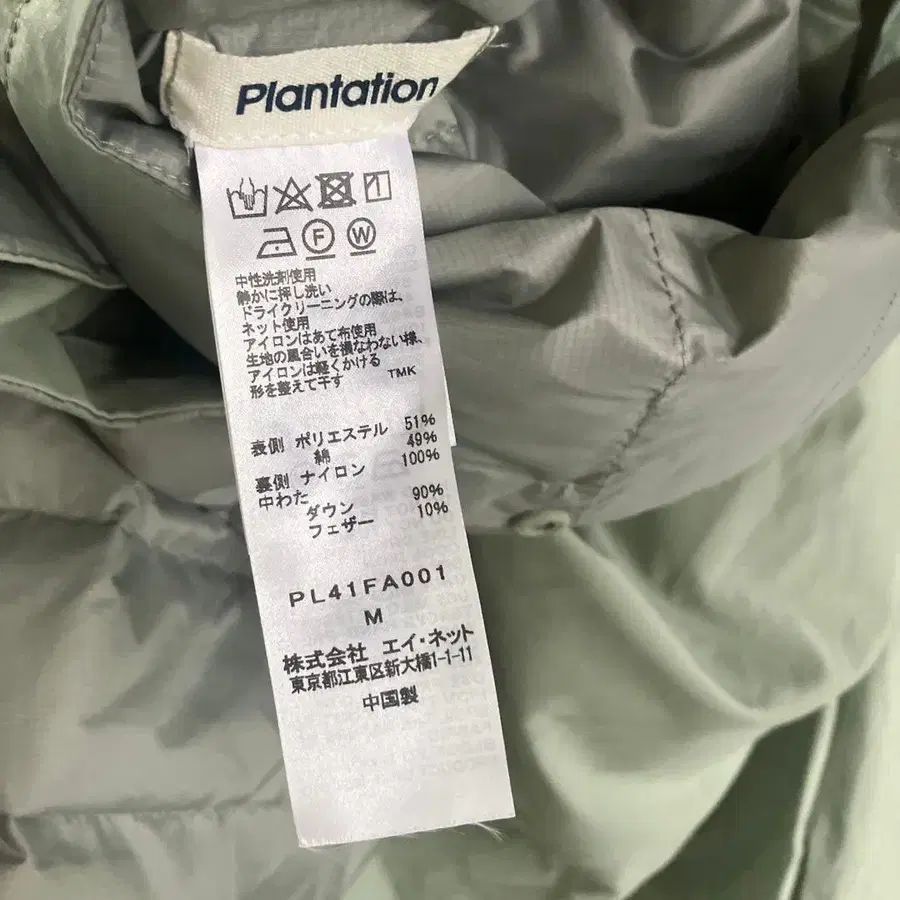 Plantation
F W
中性洗剤使用
静かに押し洗い
ドライクリーニングの際は、
ネット使用
アイロンはあて布使用
生地の風合いを損なわない様、
アイロンは軽くかける
形を整えて干す TMK
表側 ポリエステル 51%
綿 49%
裏側 ナイロン 100%
中わた
ダウン 90%
フェザー 10%
PL41FA001
M
株式会社 エイ・ネット
東京都江東区新大橋1-1-11
中国製